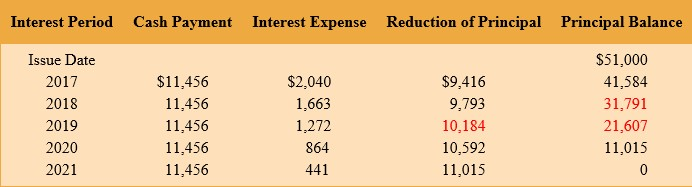 Interest Period Cash Payment Interest Expense Reduction of Principal Principal Balance
Issue Date $51,000
2017 $11,456 $2,040 $9,416 41,584
2018 11,456 1,663 9,793 31,791
2019 11,456 1,272 10,184 21,607
2020 11,456 864 10,592 11,015
2021 11,456 441 11,015 0